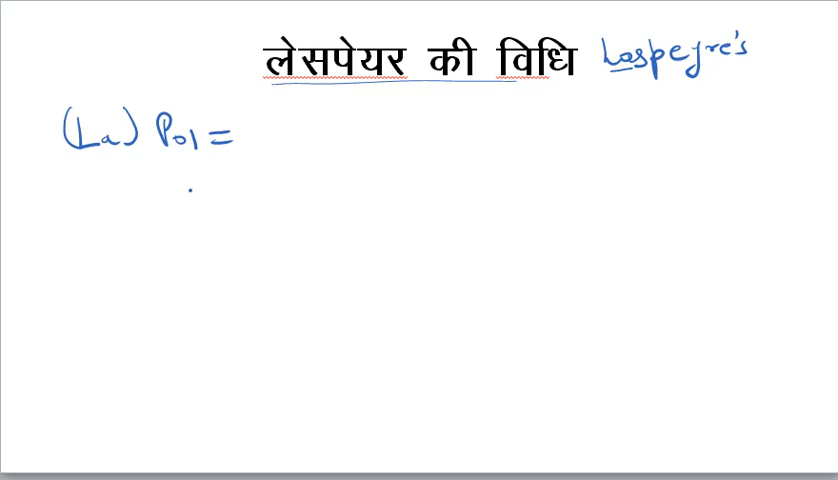 लेसपेयर की विधि Laspeyre's
(La) P01 =